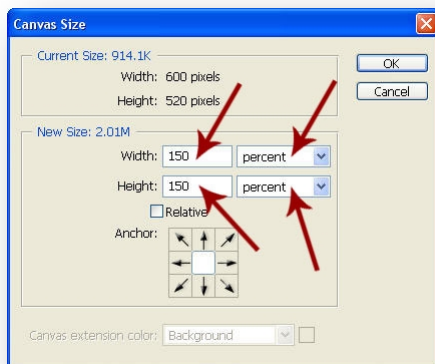 Canvas Size
Current Size: 914.1K
Width: 600 pixels
Height: 520 pixels
OK
Cancel
New Size: 2.01M
Width: 150 percent
Height: 150 percent
Relative
Anchor:
Canvas extension color: Background